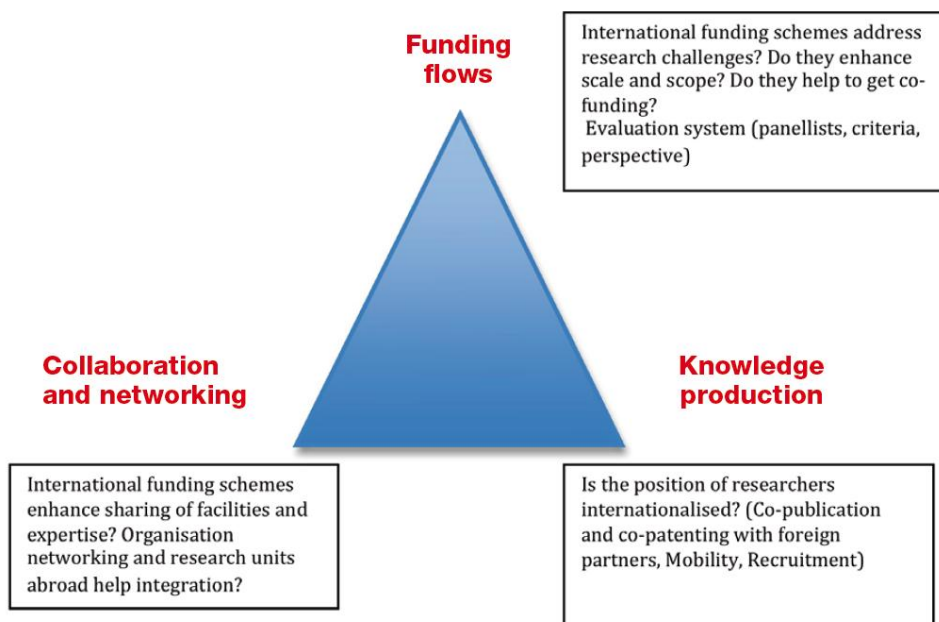 Funding
flows
International funding schemes address
research challenges? Do they enhance
scale and scope? Do they help to get co-
funding?
Evaluation system (panellists, criteria,
perspective)
Collaboration
and networking
Knowledge
production
International funding schemes
enhance sharing of facilities and
expertise? Organisation
networking and research units
abroad help integration?
Is the position of researchers
internationalised? (Co-publication
and co-patenting with foreign
partners, Mobility, Recruitment)